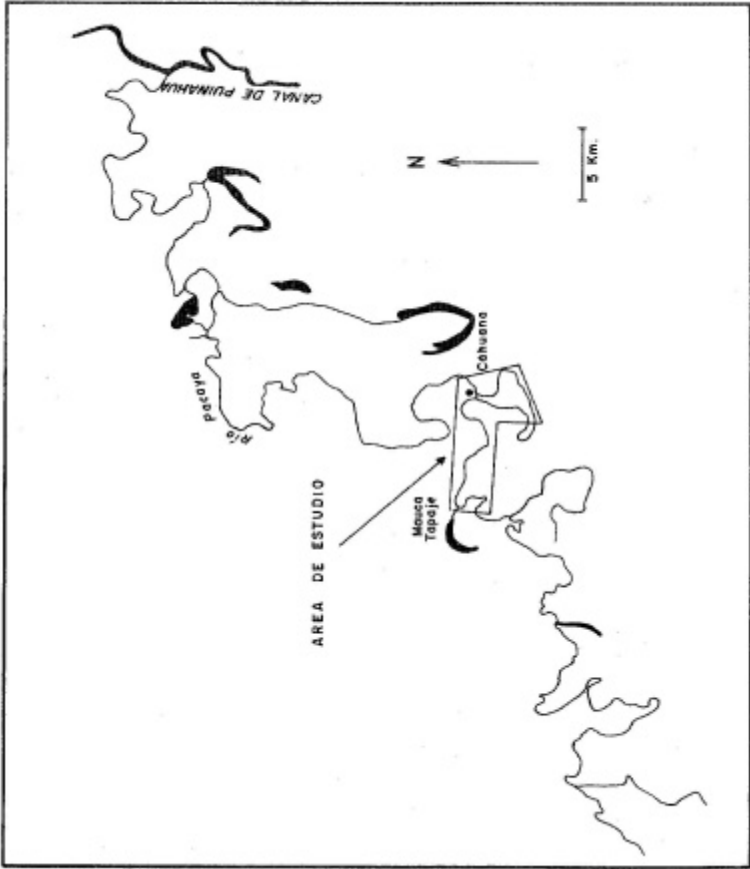 CANAL DE PUINAHUA
N
5 Km.
Río Pacaya
Cahuana
AREA DE ESTUDIO
Mauca
Tapaje